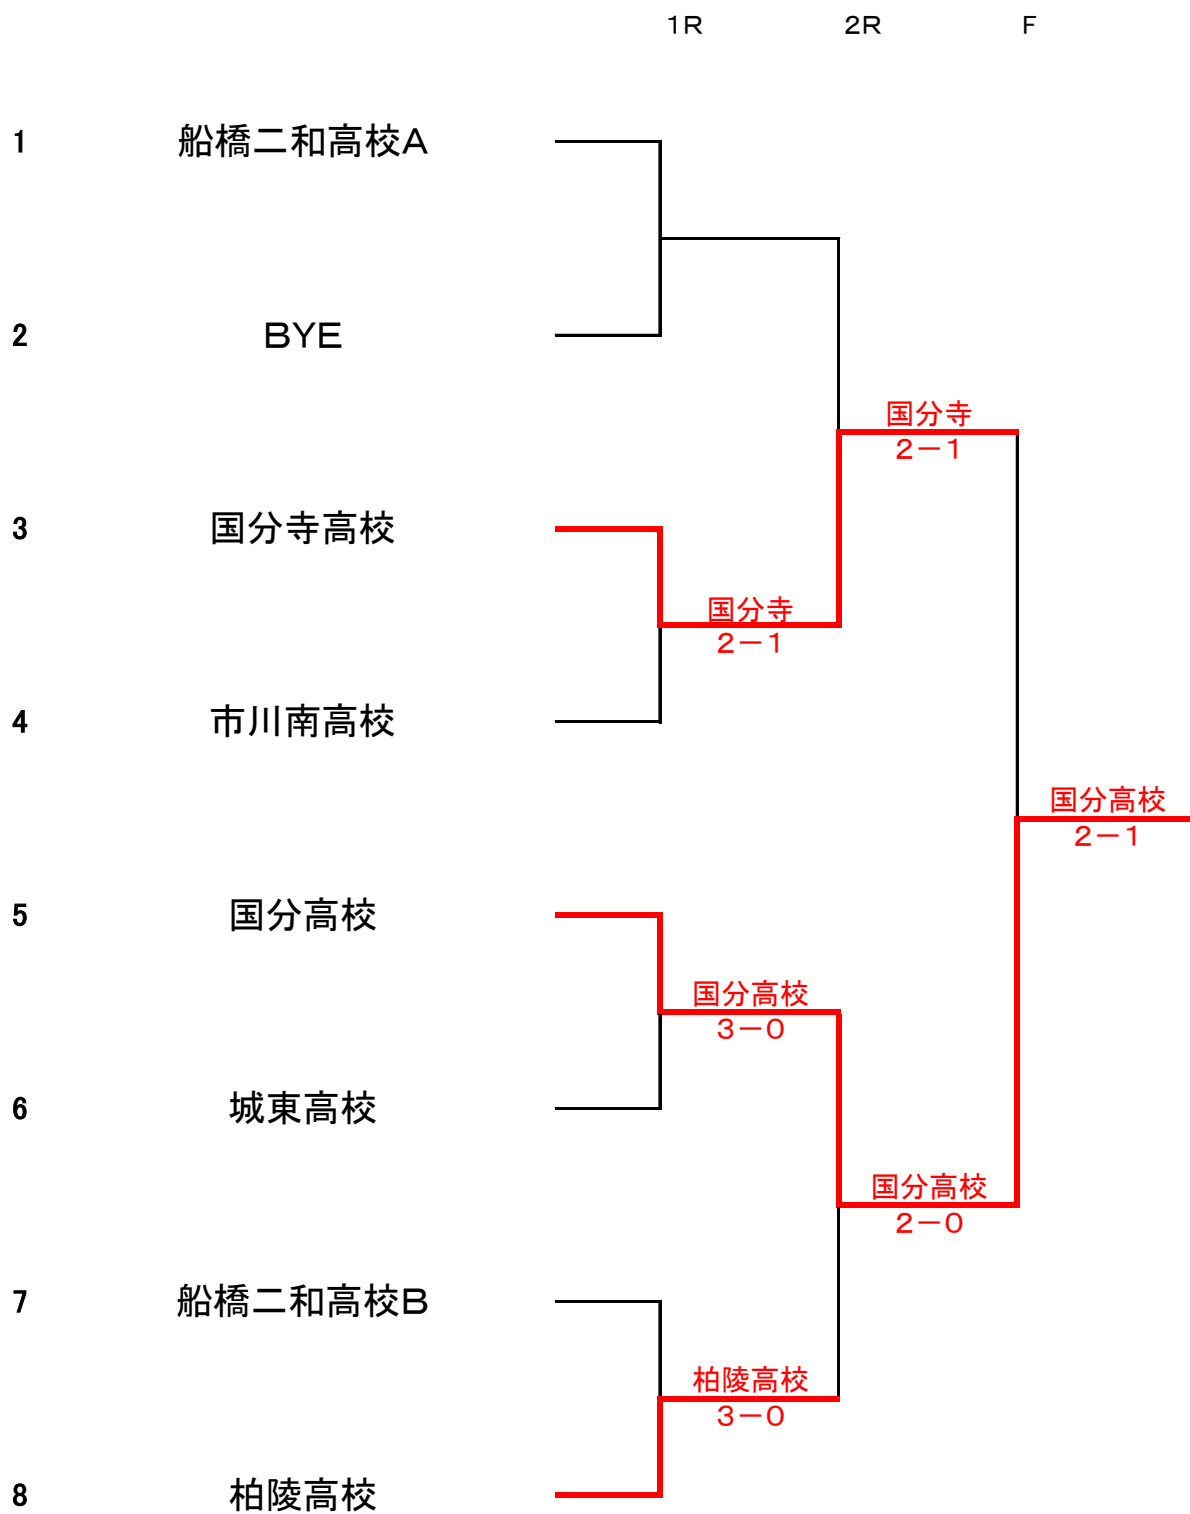 1R 2R F
1 船橋二和高校A
2 BYE
国分寺
2-1
3 国分寺高校
国分寺
2-1
4 市川南高校
国分高校
2-1
5 国分高校
国分高校
3-0
6 城東高校
国分高校
2-0
7 船橋二和高校B
柏陵高校
3-0
8 柏陵高校